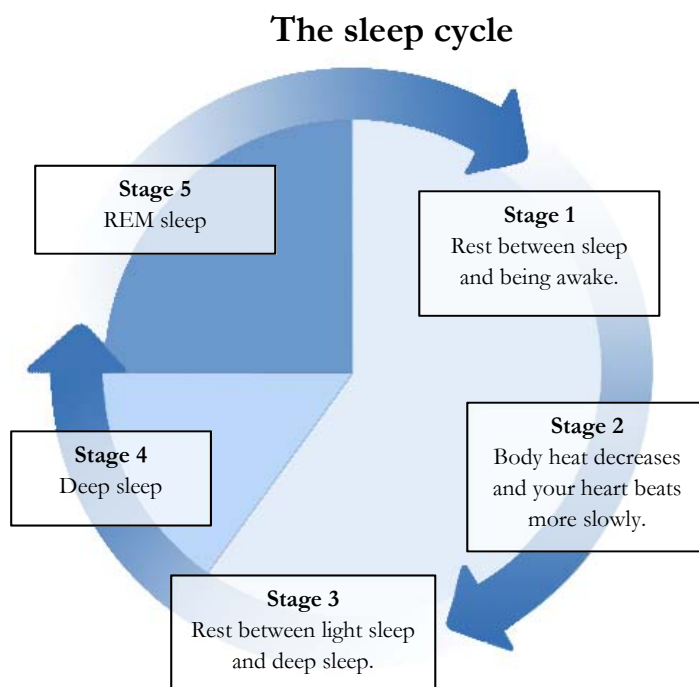 The sleep cycle
Stage 1
Rest between sleep
and being awake.
Stage 2
Body heat decreases
and your heart beats
more slowly.
Stage 3
Rest between light sleep
and deep sleep.
Stage 4
Deep sleep
Stage 5
REM sleep